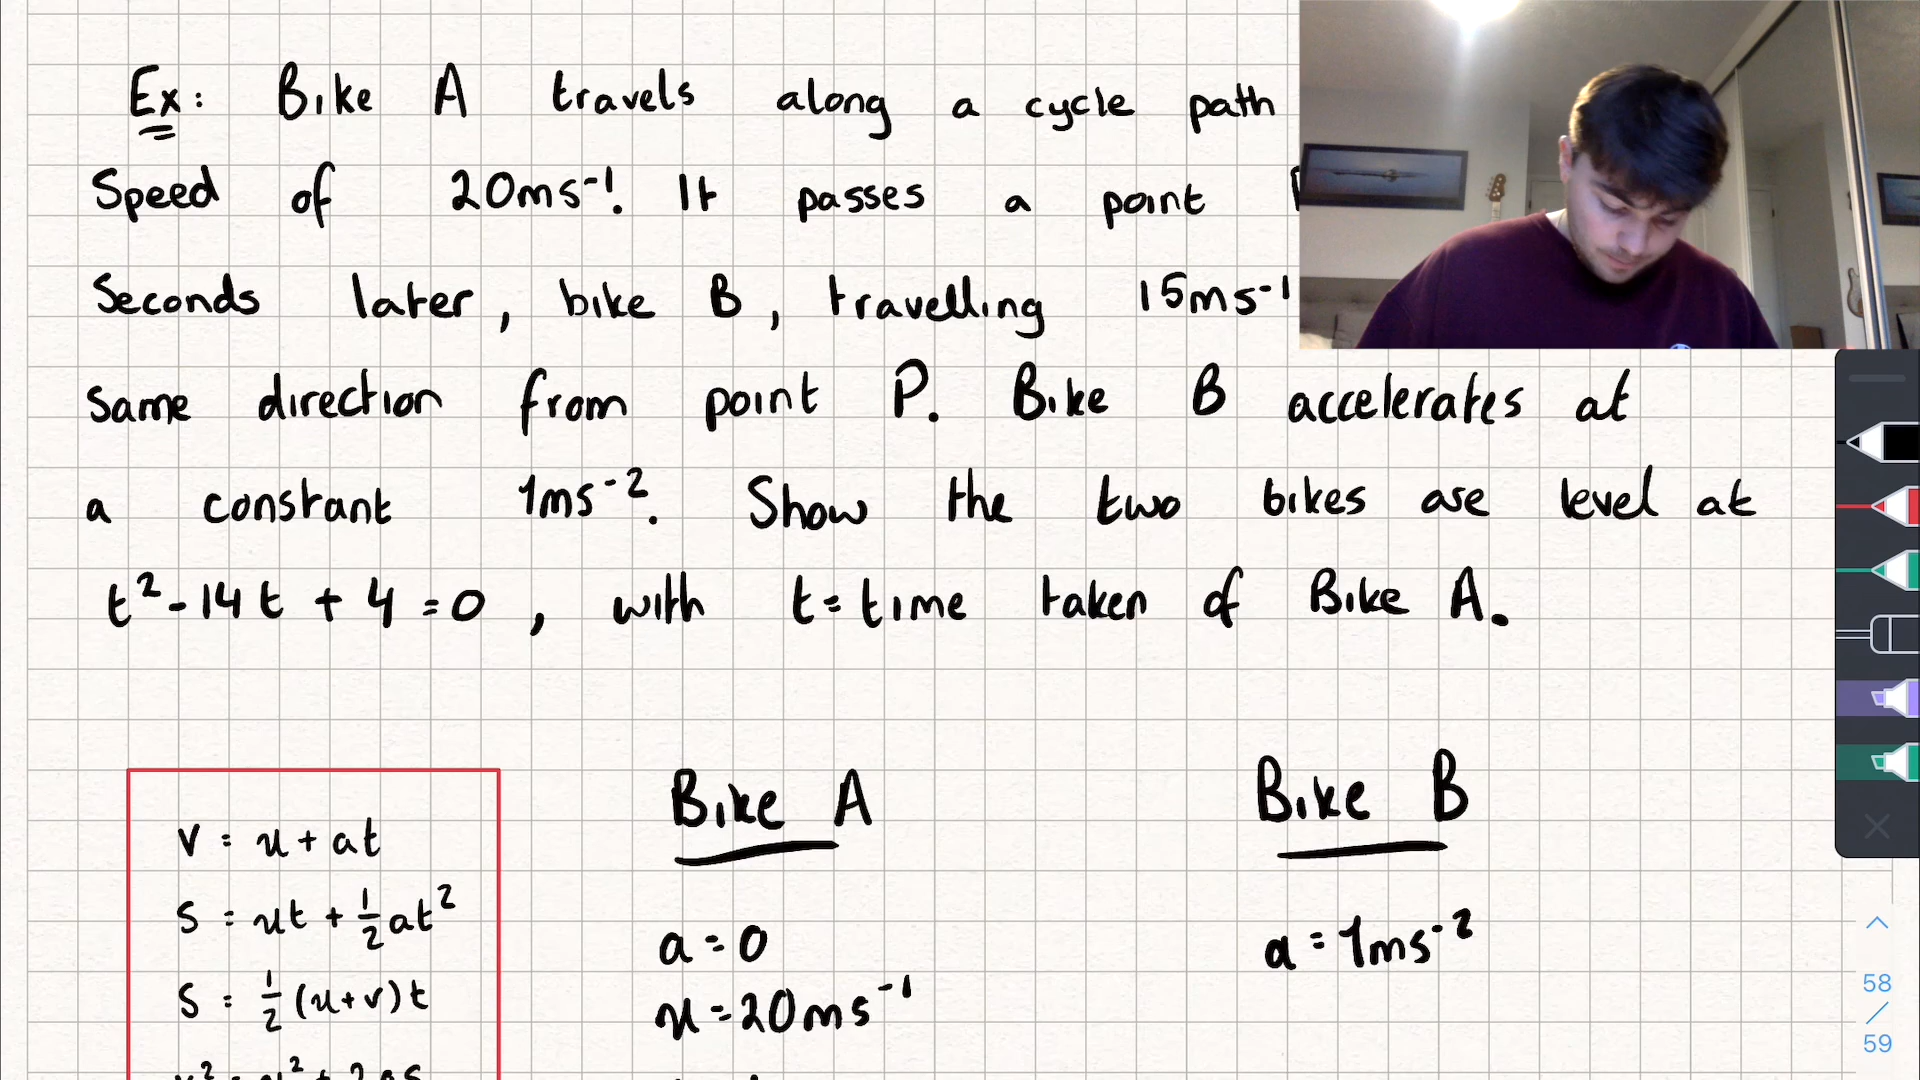 Ex: Bike A travels along a cycle path
Speed of 20ms⁻¹. It passes a point
Seconds later, bike B, travelling 15ms⁻¹
Same direction from point P. Bike B accelerates at
a constant 1ms⁻². Show the two bikes are level at
t² - 14t + 4 = 0, with t = time taken of Bike A.
Bike A
Bike B
v = u + at
s = ut + ½at²
s = ½(u+v)t
v² = u² + 2as
a = 0
u = 20ms⁻¹
a = 1ms⁻²
58
/
59